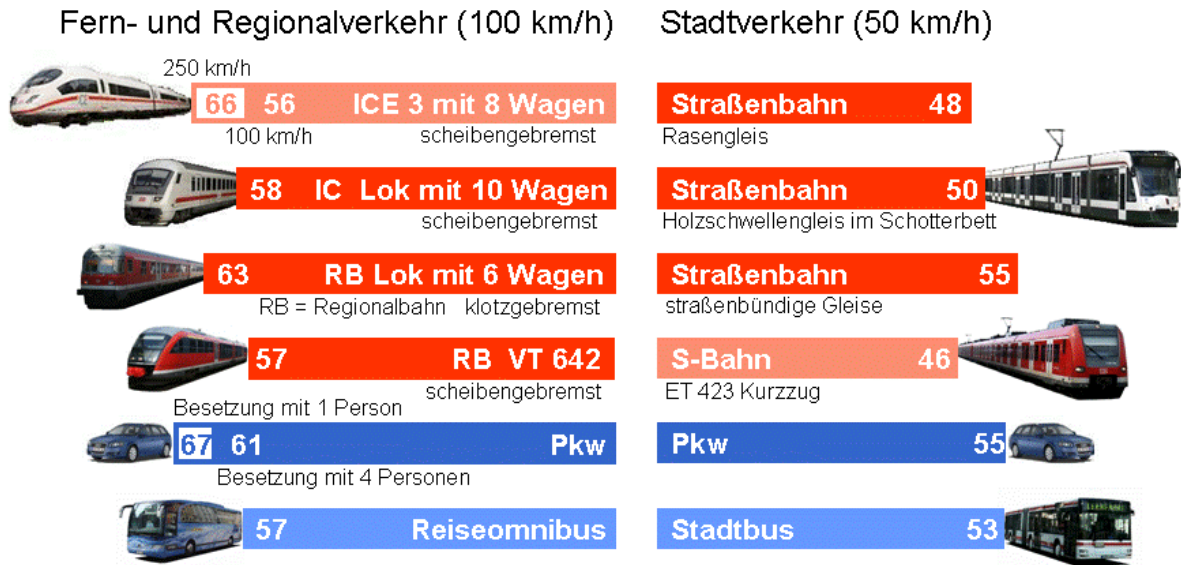 Fern- und Regionalverkehr (100 km/h)
250 km/h
66 56 ICE 3 mit 8 Wagen
100 km/h scheibengebremst
58 IC Lok mit 10 Wagen
scheibengebremst
63 RB Lok mit 6 Wagen
RB = Regionalbahn klotzgebremst
57 RB VT 642
scheibengebremst
Besetzung mit 1 Person
67 61 Pkw
Besetzung mit 4 Personen
57 Reiseomnibus
Stadtverkehr (50 km/h)
Straßenbahn 48
Rasengleis
Straßenbahn 50
Holzschwellengleis im Schotterbett
Straßenbahn 55
straßenbündige Gleise
S-Bahn 46
ET 423 Kurzzug
Pkw 55
Stadtbus 53